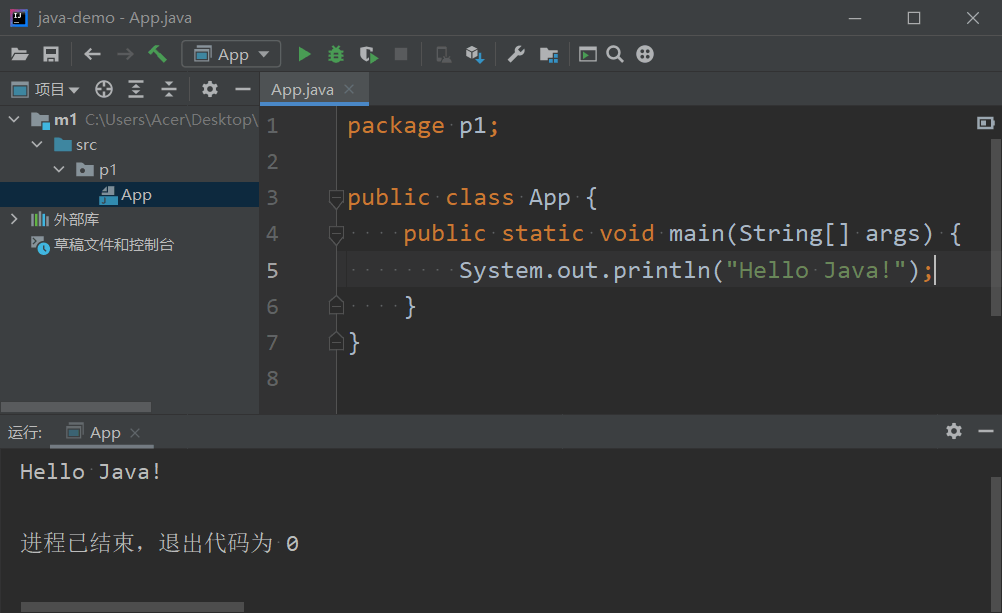 java-demo - App.java
App
项目
App.java
m1 C:\Users\Acer\Desktop\
src
p1
App
外部库
草稿文件和控制台
1 package p1;
2
3 public class App {
4 public static void main(String[] args) {
5 System.out.println("Hello Java!");
6 }
7 }
8
运行: App
Hello Java!
进程已结束，退出代码为 0